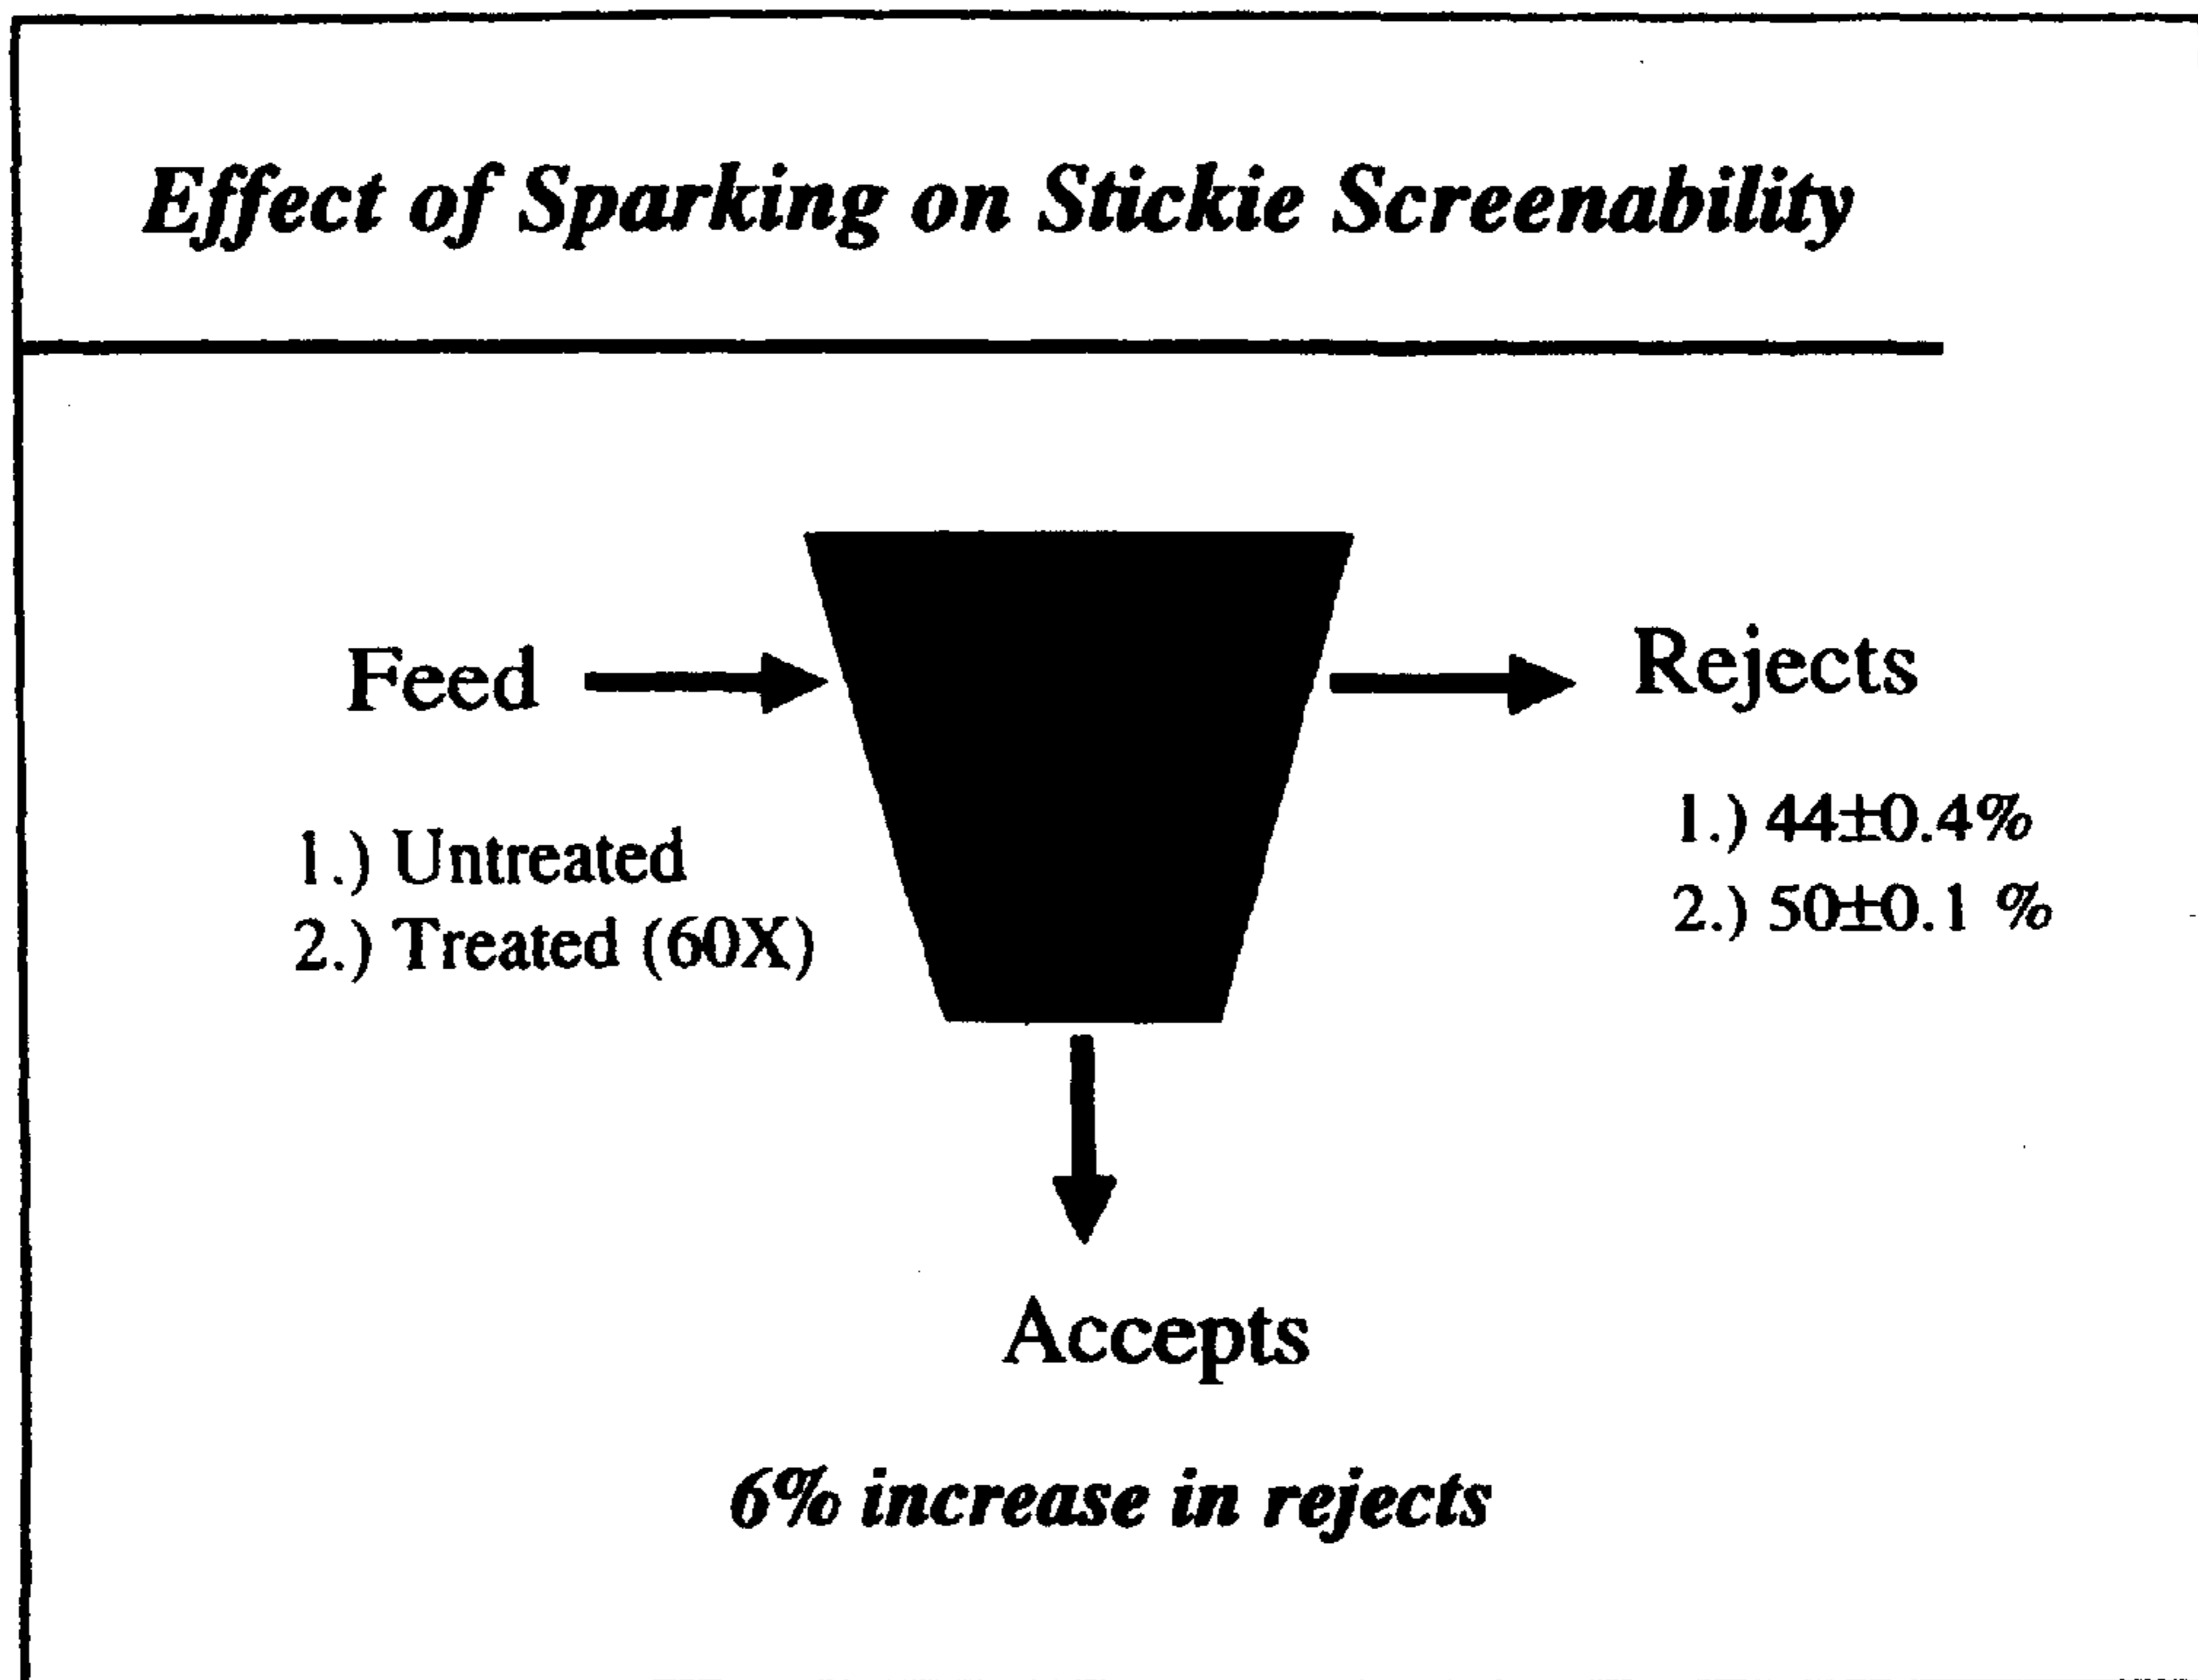 Effect of Sparking on Stickie Screenability
Feed
Rejects
1.) Untreated
2.) Treated (60X)
1.) 44±0.4%
2.) 50±0.1 %
Accepts
6% increase in rejects